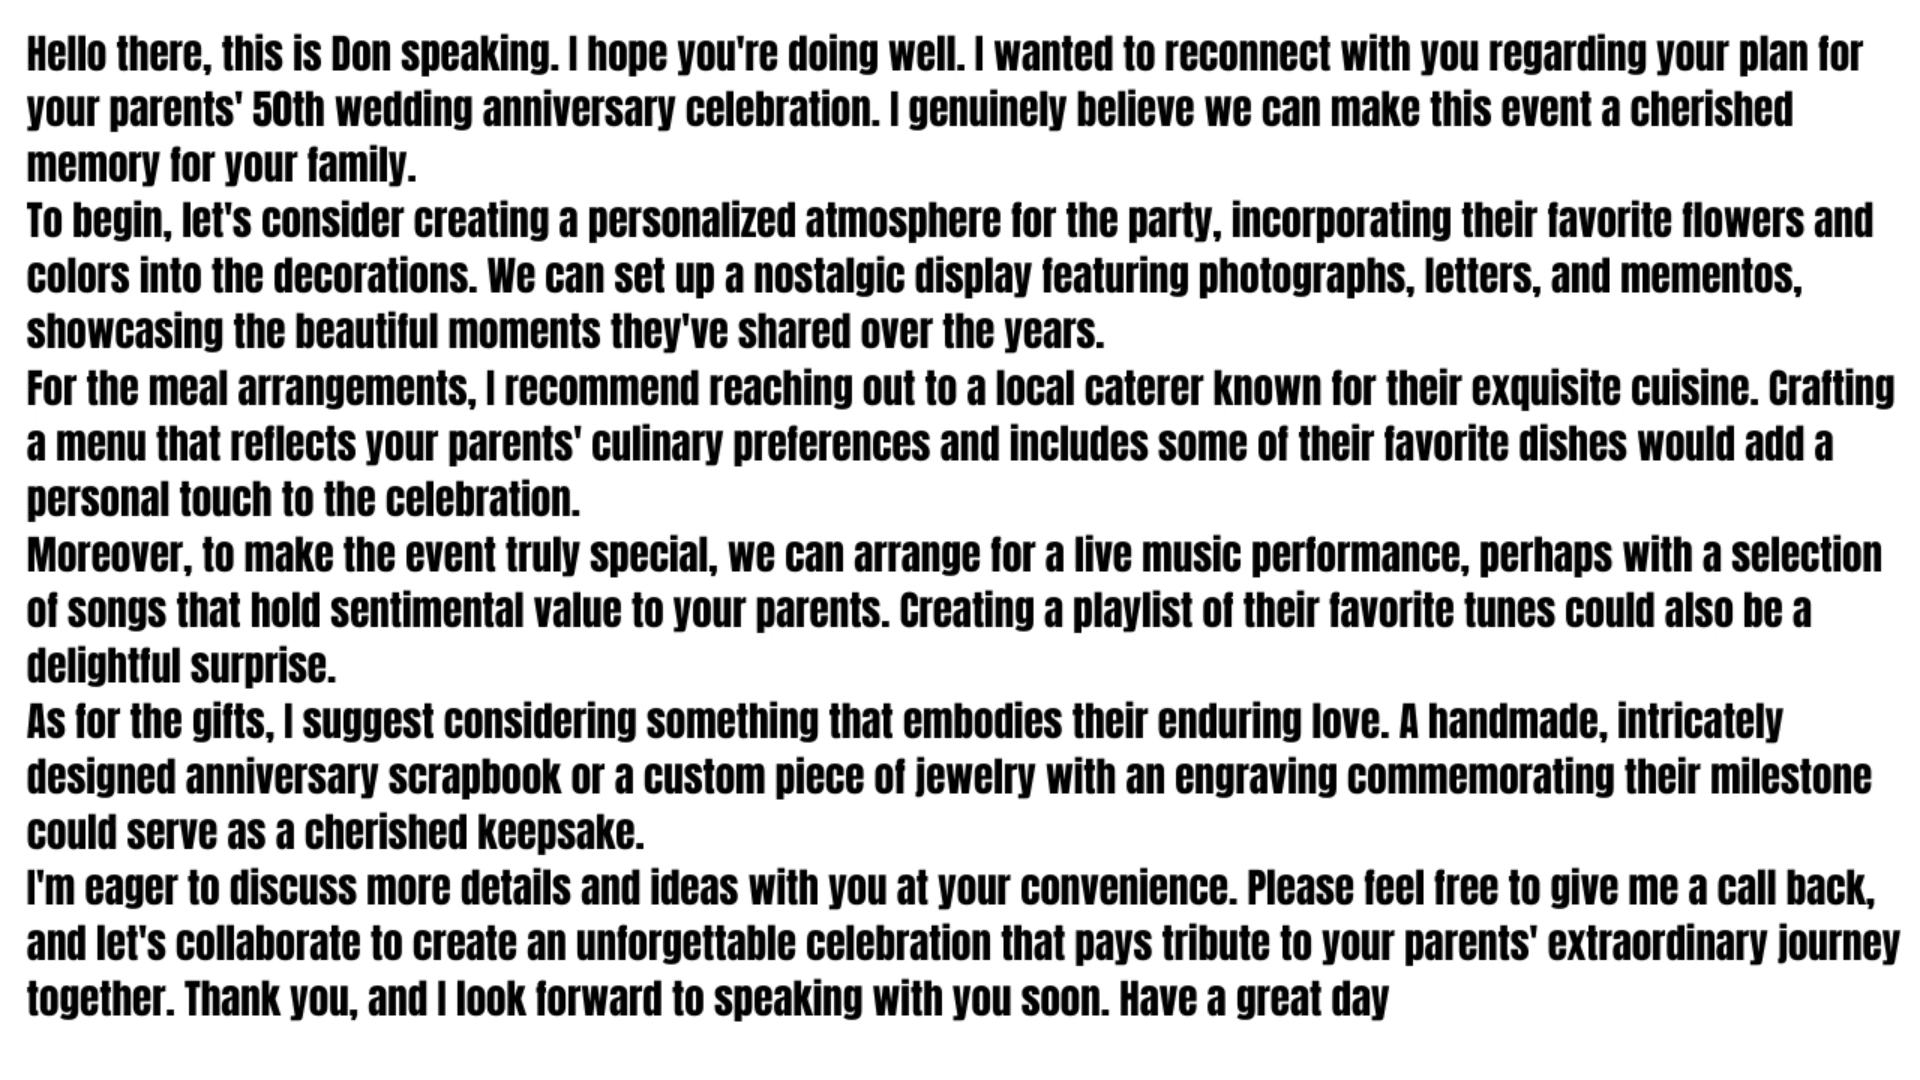 Hello there, this is Don speaking. I hope you're doing well. I wanted to reconnect with you regarding your plan for
your parents' 50th wedding anniversary celebration. I genuinely believe we can make this event a cherished
memory for your family.
To begin, let's consider creating a personalized atmosphere for the party, incorporating their favorite flowers and
colors into the decorations. We can set up a nostalgic display featuring photographs, letters, and mementos,
showcasing the beautiful moments they've shared over the years.
For the meal arrangements, I recommend reaching out to a local caterer known for their exquisite cuisine. Crafting
a menu that reflects your parents' culinary preferences and includes some of their favorite dishes would add a
personal touch to the celebration.
Moreover, to make the event truly special, we can arrange for a live music performance, perhaps with a selection
of songs that hold sentimental value to your parents. Creating a playlist of their favorite tunes could also be a
delightful surprise.
As for the gifts, I suggest considering something that embodies their enduring love. A handmade, intricately
designed anniversary scrapbook or a custom piece of jewelry with an engraving commemorating their milestone
could serve as a cherished keepsake.
I'm eager to discuss more details and ideas with you at your convenience. Please feel free to give me a call back,
and let's collaborate to create an unforgettable celebration that pays tribute to your parents' extraordinary journey
together. Thank you, and I look forward to speaking with you soon. Have a great day